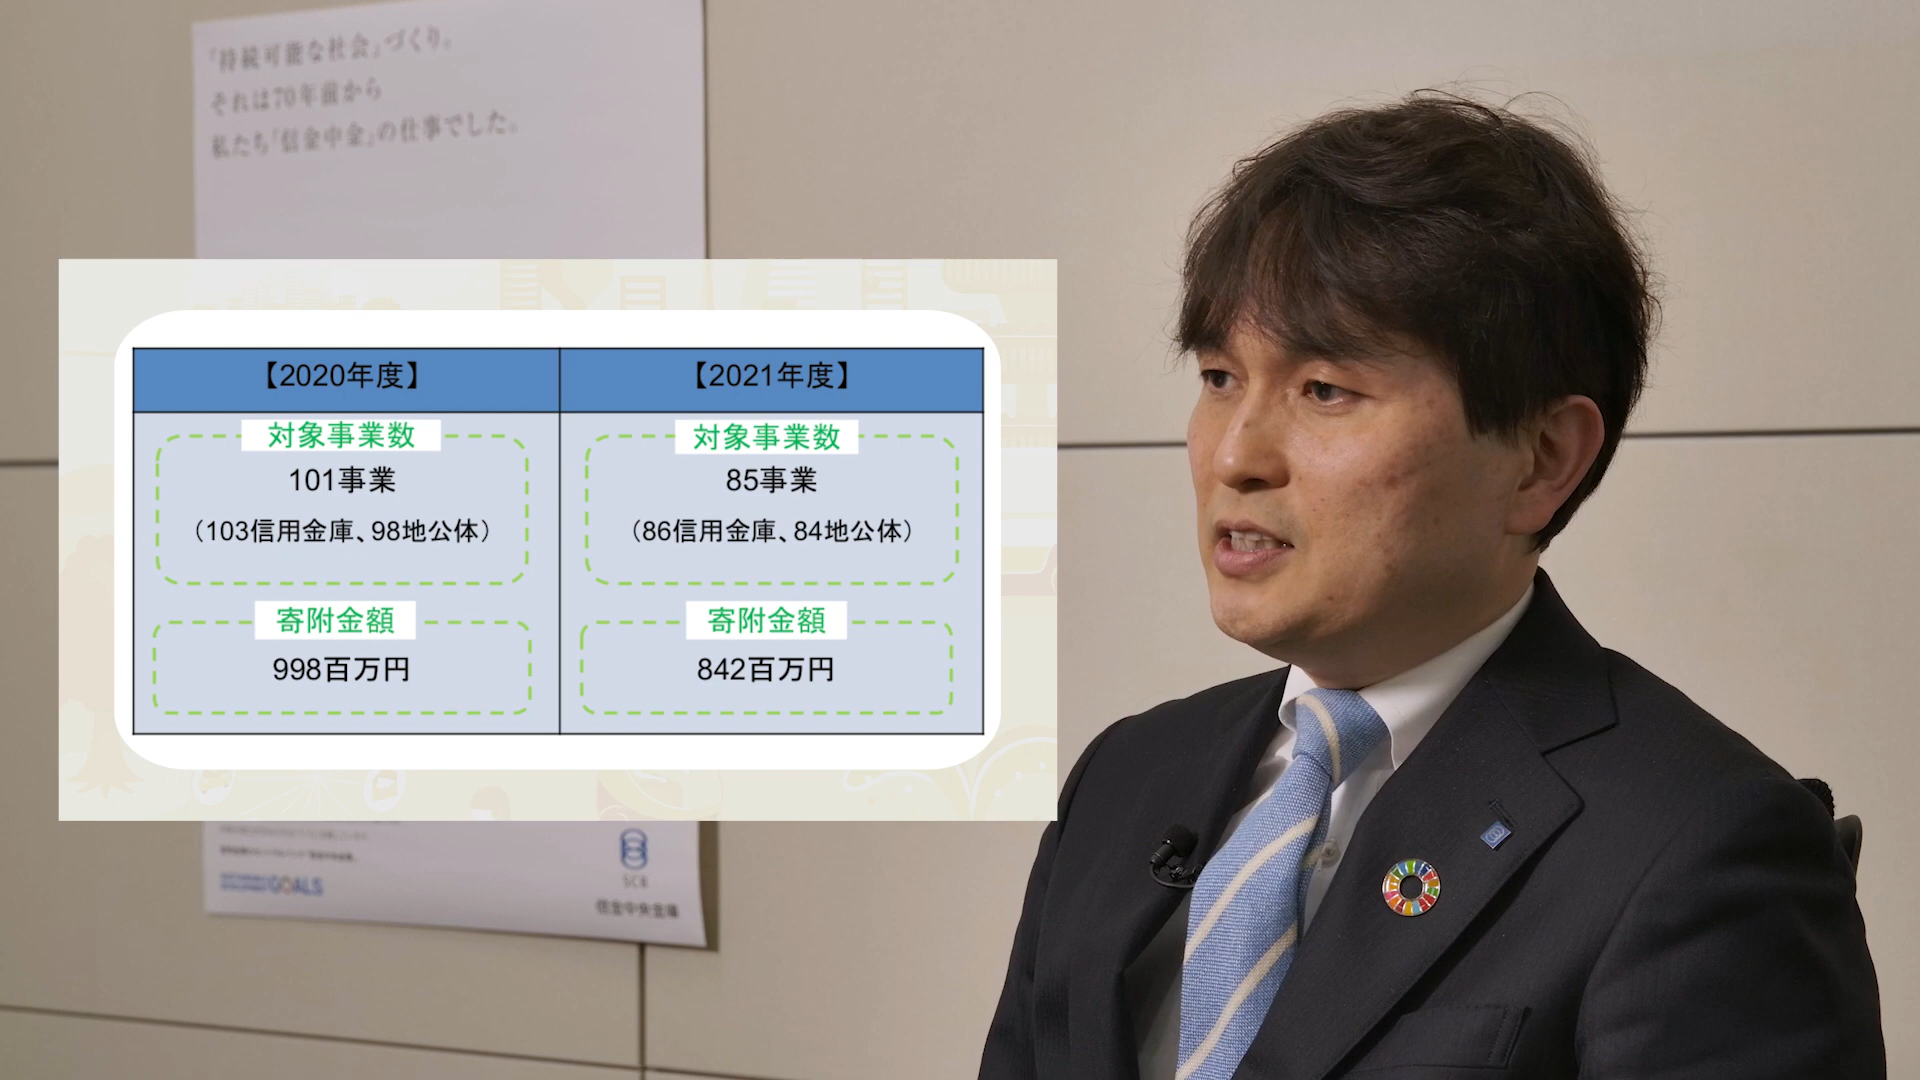 「持続可能な社会」づくり。
それは70年前から
私たち「信金中金」の仕事でした。
【2020年度】
対象事業数
101事業
（103信用金庫、98地公体）
寄附金額
998百万円
【2021年度】
対象事業数
85事業
（86信用金庫、84地公体）
寄附金額
842百万円
GOALS
SCB
信金中央金庫